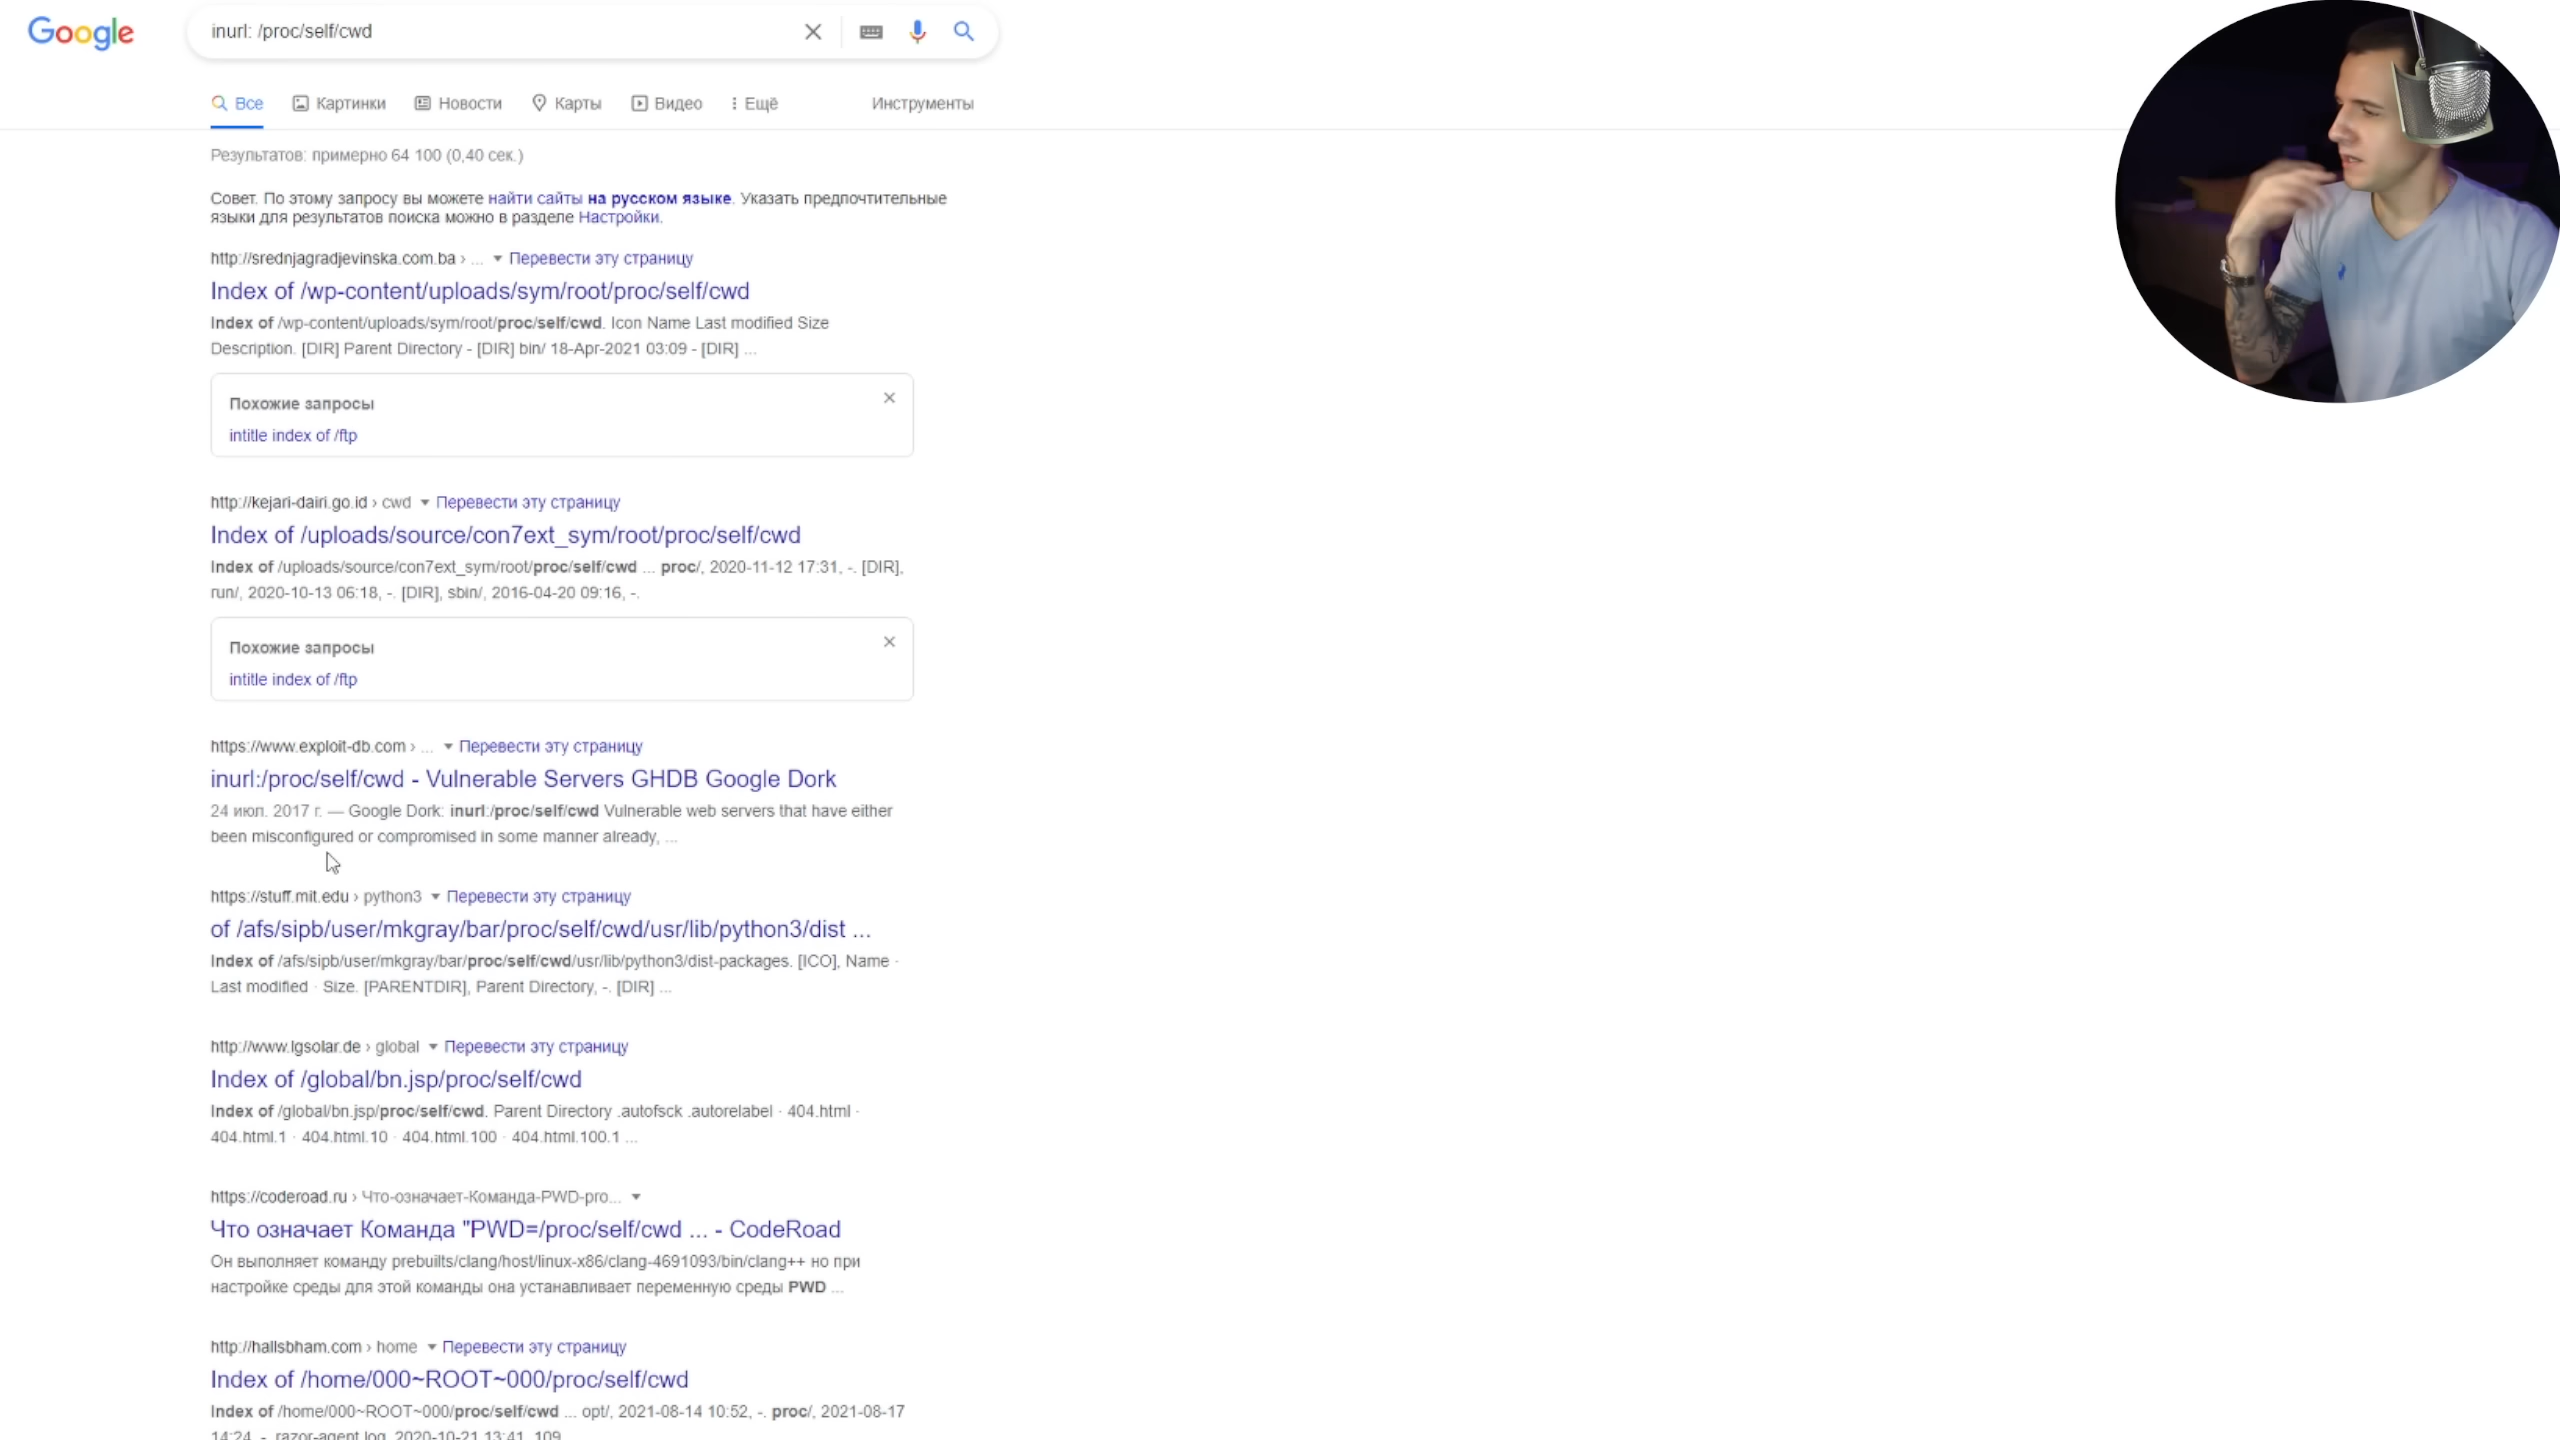 Google
inurl: /proc/self/cwd
Все
Картинки
Новости
Карты
Видео
Ещё
Инструменты
Результатов: примерно 64 100 (0,40 сек.)
Совет. По этому запросу вы можете найти сайты на русском языке. Указать предпочтительные
языки для результатов поиска можно в разделе Настройки.
http://srednjagradjevinska.com.ba › ... Перевести эту страницу
Index of /wp-content/uploads/sym/root/proc/self/cwd
Index of /wp-content/uploads/sym/root/proc/self/cwd. Icon Name Last modified Size
Description. [DIR] Parent Directory - [DIR] bin/ 18-Apr-2021 03:09 - [DIR] ...
Похожие запросы
intitle index of /ftp
http://kejari-dairi.go.id › cwd Перевести эту страницу
Index of /uploads/source/con7ext_sym/root/proc/self/cwd
Index of /uploads/source/con7ext_sym/root/proc/self/cwd ... proc/, 2020-11-12 17:31, -. [DIR],
run/, 2020-10-13 06:18, -. [DIR], sbin/, 2016-04-20 09:16, -.
Похожие запросы
intitle index of /ftp
https://www.exploit-db.com › ... Перевести эту страницу
inurl:/proc/self/cwd - Vulnerable Servers GHDB Google Dork
24 июл. 2017 г. — Google Dork: inurl:/proc/self/cwd Vulnerable web servers that have either
been misconfigured or compromised in some manner already, ...
https://stuff.mit.edu › python3 Перевести эту страницу
of /afs/sipb/user/mkgray/bar/proc/self/cwd/usr/lib/python3/dist ...
Index of /afs/sipb/user/mkgray/bar/proc/self/cwd/usr/lib/python3/dist-packages. [ICO], Name ·
Last modified · Size. [PARENTDIR], Parent Directory, -. [DIR] ...
http://www.lgsolar.de › global Перевести эту страницу
Index of /global/bn.jsp/proc/self/cwd
Index of /global/bn.jsp/proc/self/cwd. Parent Directory .autofsck .autorelabel · 404.html ·
404.html.1 · 404.html.10 · 404.html.100 · 404.html.100.1 ...
https://coderoad.ru › Что-означает-Команда-PWD-pro...
Что означает Команда "PWD=/proc/self/cwd ... - CodeRoad
Он выполняет команду prebuilts/clang/host/linux-x86/clang-4691093/bin/clang++ но при
настройке среды для этой команды она устанавливает переменную среды PWD ...
http://hallsbham.com › home Перевести эту страницу
Index of /home/000~ROOT~000/proc/self/cwd
Index of /home/000~ROOT~000/proc/self/cwd ... opt/, 2021-08-14 10:52, -. proc/, 2021-08-17
14:24, -. razor-agent.log, 2020-10-21 13:41, 109